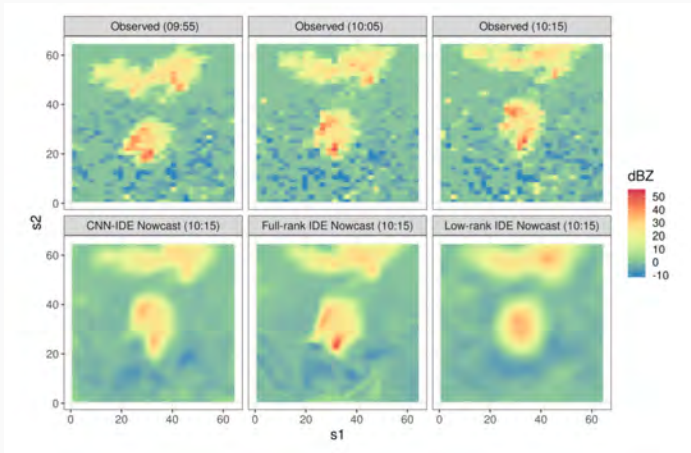 Observed (09:55) Observed (10:05) Observed (10:15)
60
40
20
0
s2
dBZ
50
40
30
20
10
0
-10
CNN-IDE Nowcast (10:15) Full-rank IDE Nowcast (10:15) Low-rank IDE Nowcast (10:15)
60
40
20
0
0 20 40 60 0 20 40 60 0 20 40 60
s1